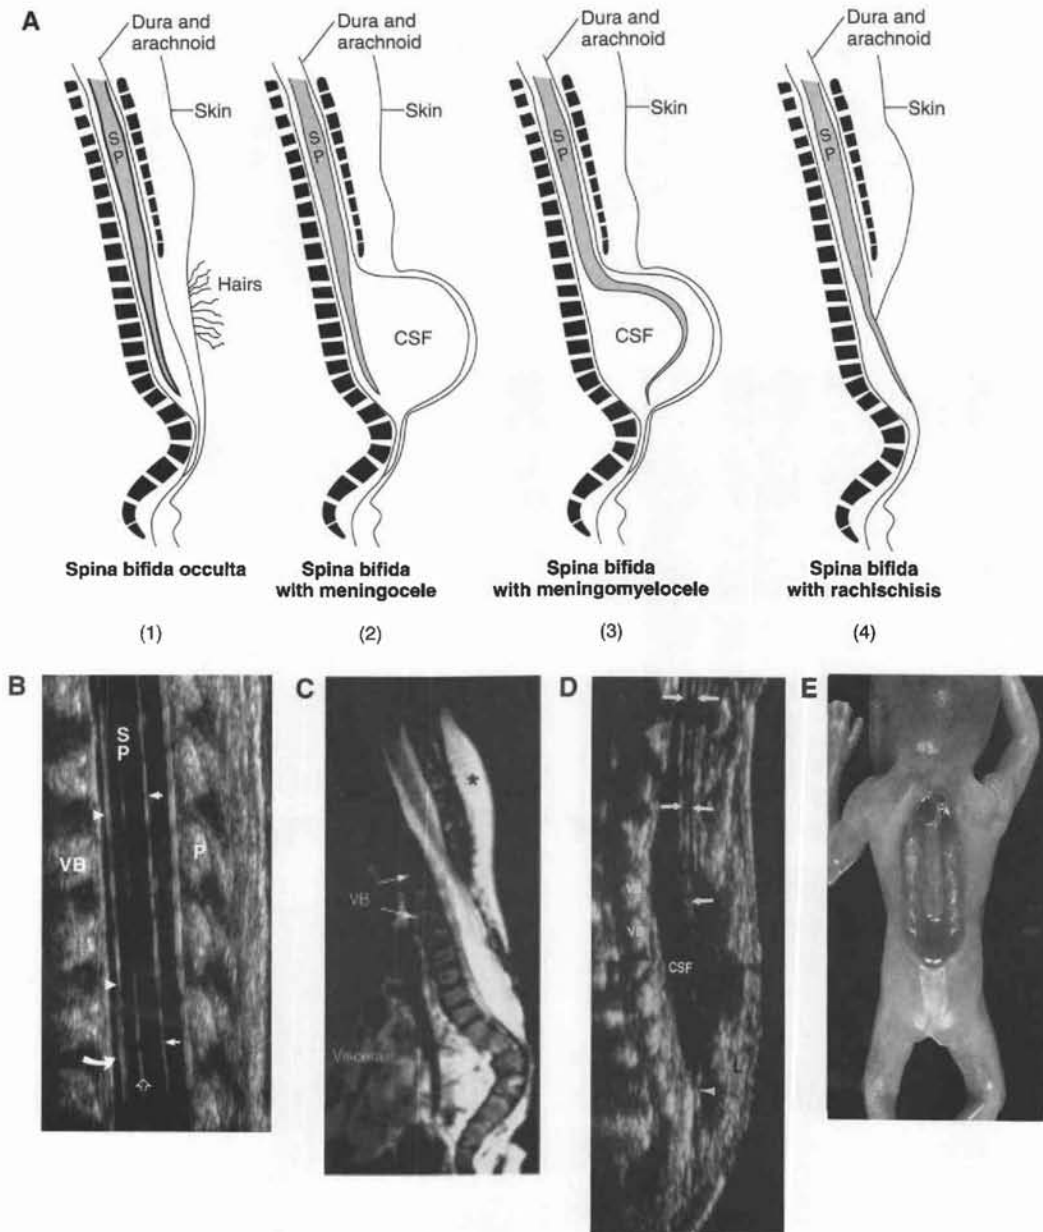 A
Dura and
arachnoid
Skin
S
P
Hairs
Spina bifida occulta
(1)
Dura and
arachnoid
Skin
S
P
CSF
Spina bifida
with meningocele
(2)
Dura and
arachnoid
Skin
S
P
CSF
Spina bifida
with meningomyelocele
(3)
Dura and
arachnoid
Skin
S
P
Spina bifida
with rachischisis
(4)
B
S
P
VB
P
C
*
VB
Viscera
D
VB
VB
CSF
L
E